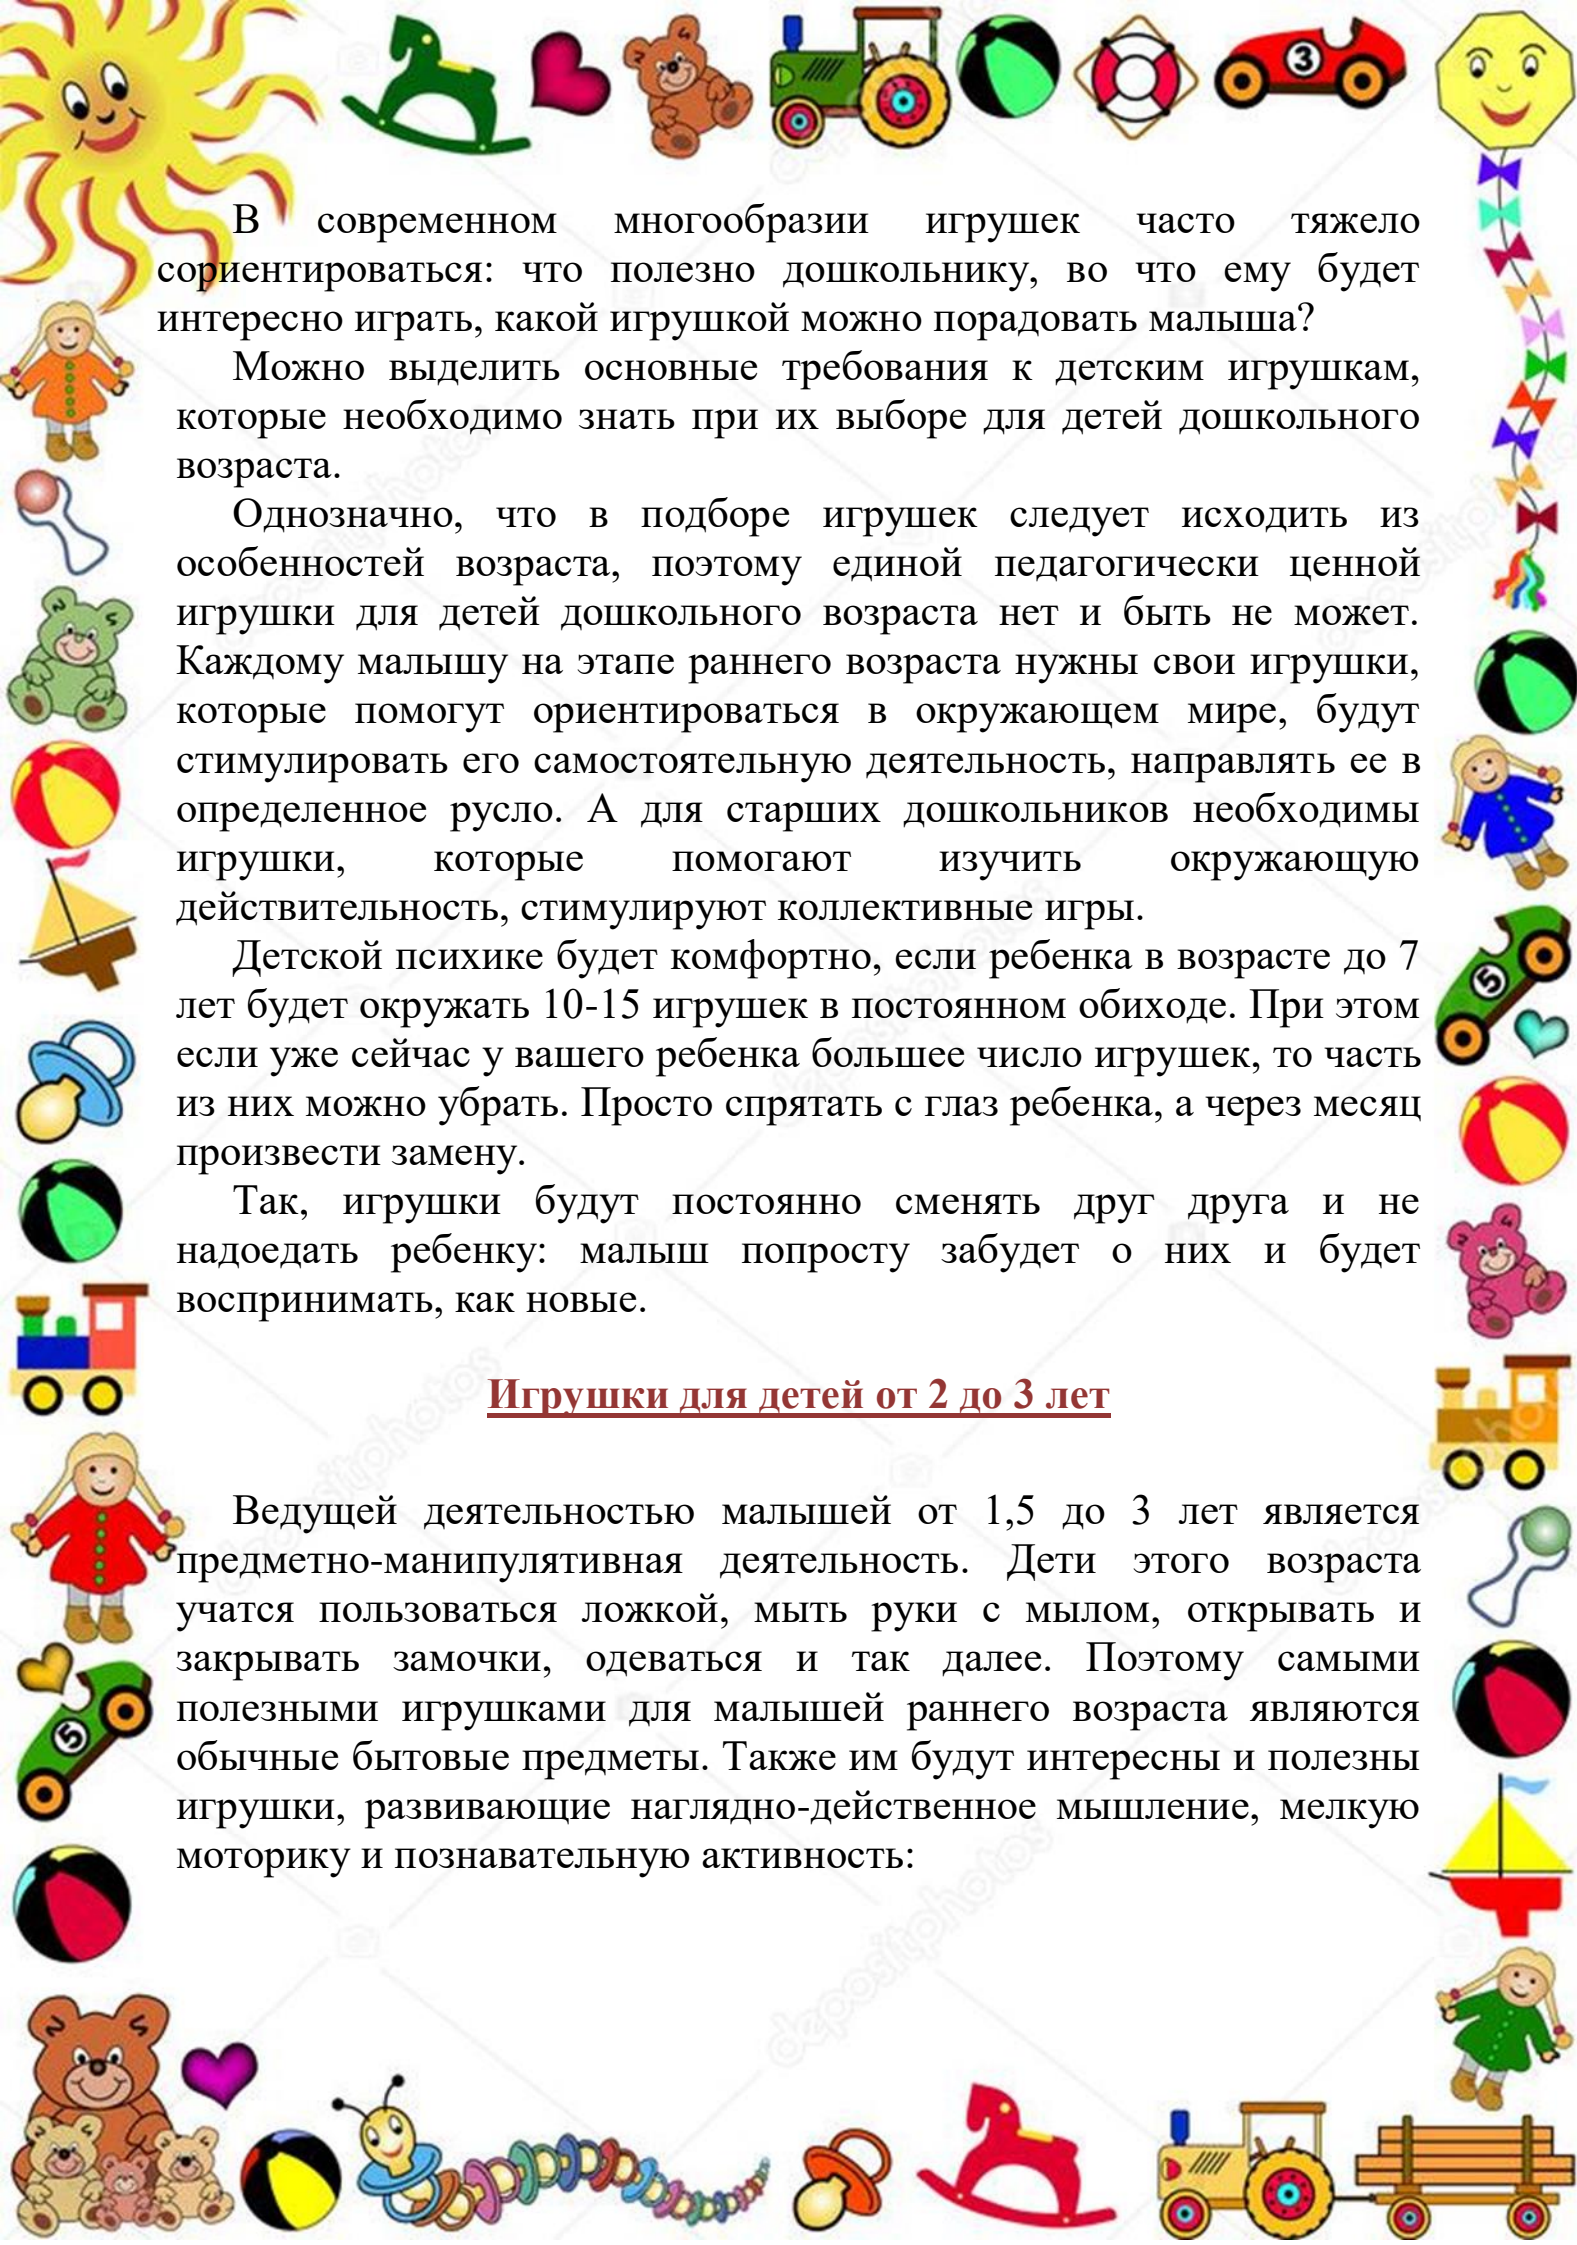 3
В современном многообразии игрушек часто тяжело
сориентироваться: что полезно дошкольнику, во что ему будет
интересно играть, какой игрушкой можно порадовать малыша?
Можно выделить основные требования к детским игрушкам,
которые необходимо знать при их выборе для детей дошкольного
возраста.
Однозначно, что в подборе игрушек следует исходить из
особенностей возраста, поэтому единой педагогически ценной
игрушки для детей дошкольного возраста нет и быть не может.
Каждому малышу на этапе раннего возраста нужны свои игрушки,
которые помогут ориентироваться в окружающем мире, будут
стимулировать его самостоятельную деятельность, направлять ее в
определенное русло. А для старших дошкольников необходимы
игрушки, которые помогают изучить окружающую
действительность, стимулируют коллективные игры.
Детской психике будет комфортно, если ребенка в возрасте до 7
лет будет окружать 10-15 игрушек в постоянном обиходе. При этом
если уже сейчас у вашего ребенка большее число игрушек, то часть
из них можно убрать. Просто спрятать с глаз ребенка, а через месяц
произвести замену.
Так, игрушки будут постоянно сменять друг друга и не
надоедать ребенку: малыш попросту забудет о них и будет
воспринимать, как новые.
Игрушки для детей от 2 до 3 лет
Ведущей деятельностью малышей от 1,5 до 3 лет является
предметно-манипулятивная деятельность. Дети этого возраста
учатся пользоваться ложкой, мыть руки с мылом, открывать и
закрывать замочки, одеваться и так далее. Поэтому самыми
полезными игрушками для малышей раннего возраста являются
обычные бытовые предметы. Также им будут интересны и полезны
игрушки, развивающие наглядно-действенное мышление, мелкую
моторику и познавательную активность:
5
5
depositphotos
depositphotos
depositphotos
depositphotos